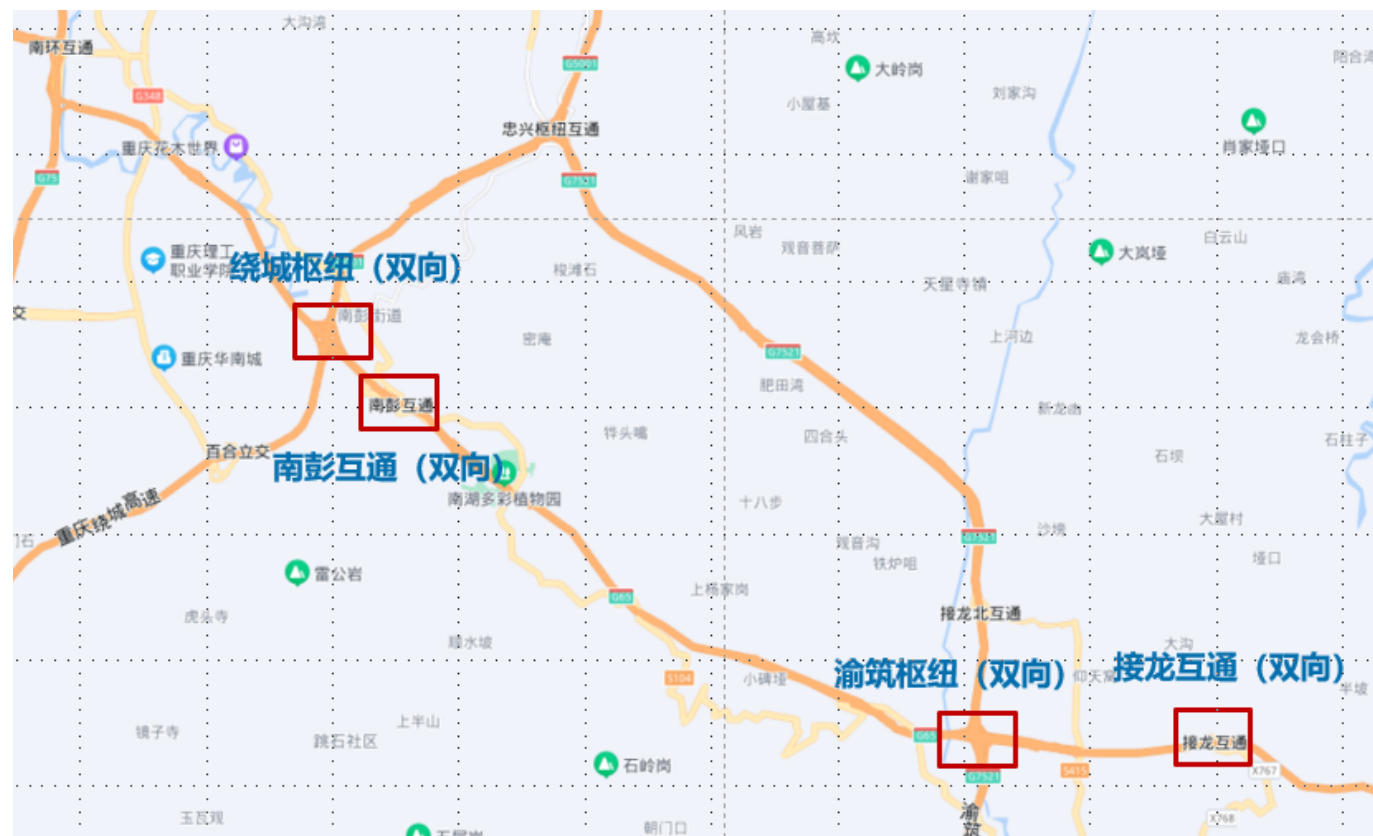 大沟湾
高坎
南环互通
G5001
大岭岗
陌合湾
G348
小屋基
刘家沟
忠兴枢纽互通
重庆花木世界
肖家垭口
G75
G7521
谢家咀
风岩
白云山
重庆理工
职业学院
观音菩萨
大岚垭
绕城枢纽（双向）
梭滩石
天星寺镇
庙湾
交
南彭街道
密庵
上河边
龙会桥
重庆华南城
G7521
肥田湾
南彭互通
新龙凼
铧头嘴
四合头
石柱子
百合立交
石坝
南彭互通（双向）
重庆绕城高速
南湖多彩植物园
十八步
大屋村
门石
观音沟
G7521
沙塝
铁炉咀
垭口
雷公岩
上杨家岗
G65
虎头寺
接龙北互通
顺水坡
大沟
S104
小碑垭
渝筑枢纽（双向）
仰天窝
接龙互通（双向）
半坡
镜子寺
上半山
跳石社区
G65
接龙互通
石岭岗
G7521
S415
X767
玉瓦观
朝门口
渝
筑
X768